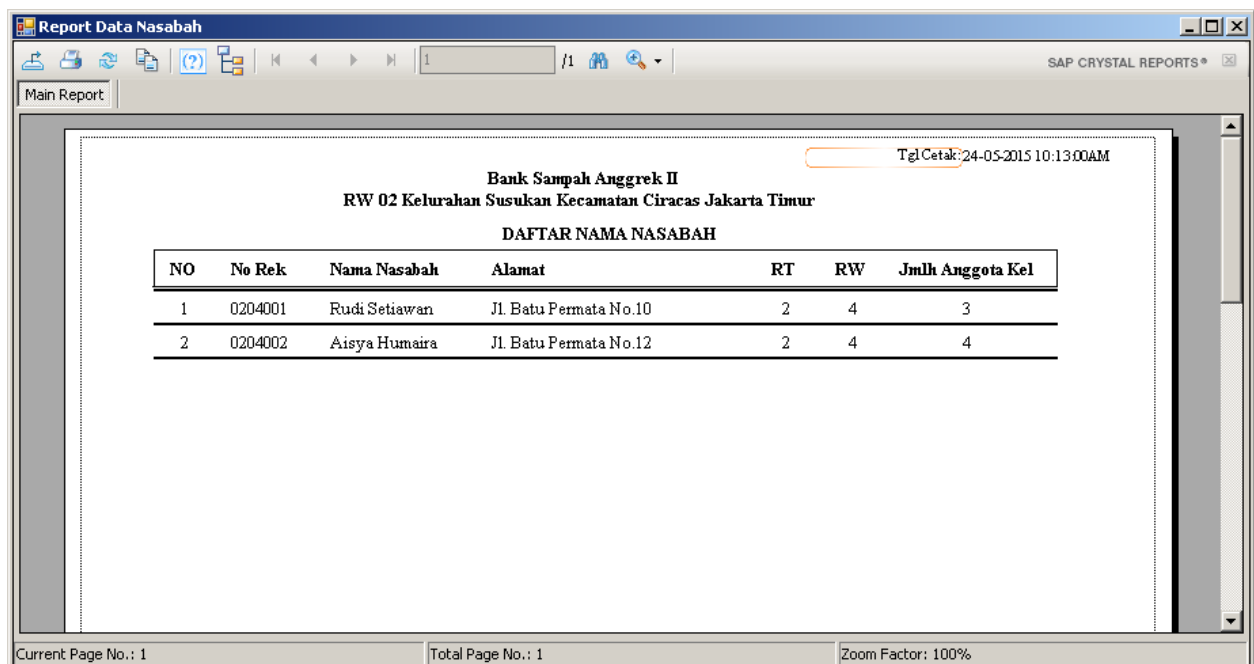 Report Data Nasabah
1 /1 SAP CRYSTAL REPORTS®
Main Report
Tgl Cetak: 24-05-2015 10:13:00AM
Bank Sampah Anggrek II
RW 02 Kelurahan Susukan Kecamatan Ciracas Jakarta Timur
DAFTAR NAMA NASABAH
NO No Rek Nama Nasabah Alamat RT RW Jmlh Anggota Kel
1 0204001 Rudi Setiawan Jl. Batu Permata No.10 2 4 3
2 0204002 Aisya Humaira Jl. Batu Permata No.12 2 4 4
Current Page No.: 1 Total Page No.: 1 Zoom Factor: 100%